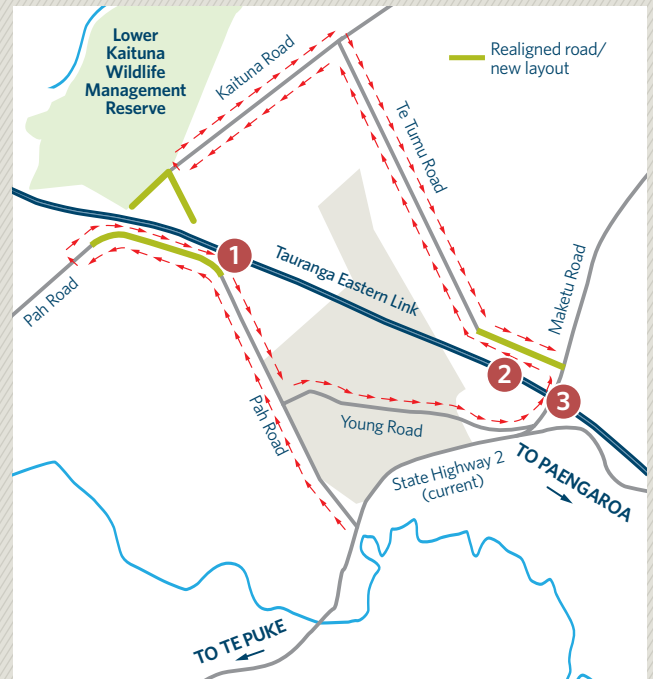 Lower
Kaituna
Wildlife
Management
Reserve
Kaituna Road
Realigned road/
new layout
Te Tumu Road
Maketu Road
1
Tauranga Eastern Link
Pah Road
2
3
Pah Road
Young Road
State Highway 2
(current)
TO PAENGAROA
TO TE PUKE